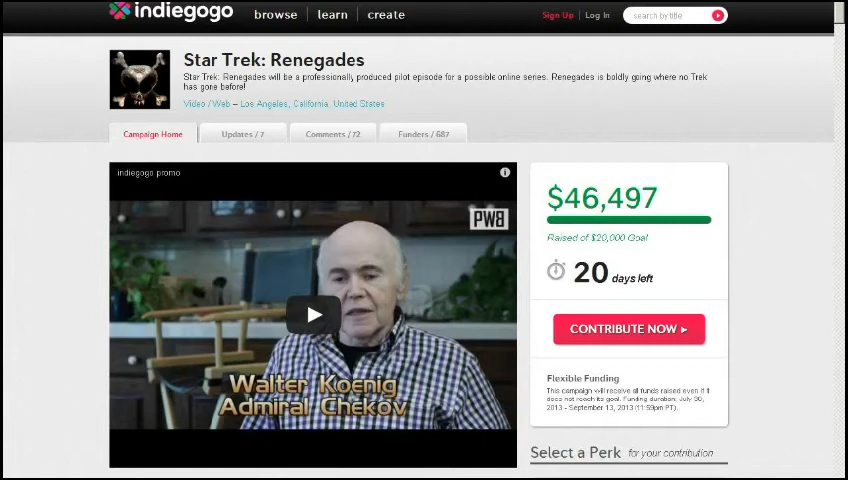 indiegogo
browse
learn
create
Sign Up
Log In
search by title
Star Trek: Renegades
Star Trek: Renegades will be a professionally produced pilot episode for a possible online series. Renegades is boldly going where no Trek
has gone before!
Video / Web – Los Angeles, California, United States
Campaign Home
Updates / 7
Comments / 72
Funders / 687
indiegogo promo
PWB
Walter Koenig
Admiral Chekov
$46,497
Raised of $20,000 Goal
20 days left
CONTRIBUTE NOW ►
Flexible Funding
This campaign will receive all funds raised even if it
does not reach its goal. Funding duration: July 30,
2013 - September 13, 2013 (11:59pm PT).
Select a Perk for your contribution